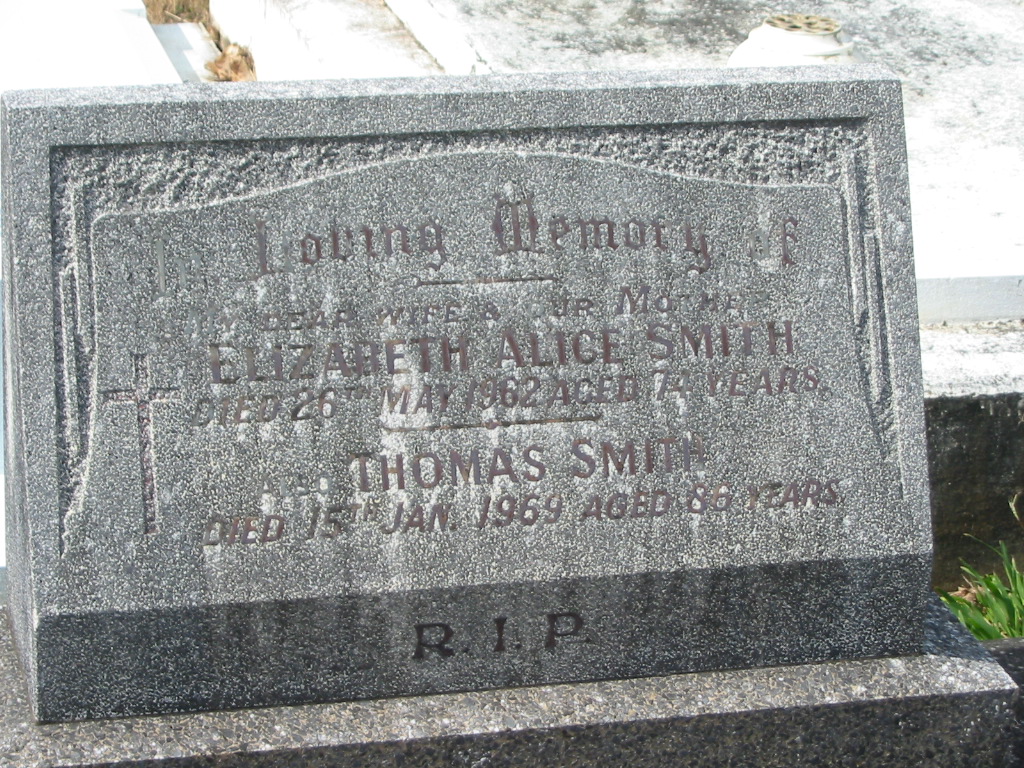 In Loving Memory of
MY DEAR WIFE & OUR MOTHER
ELIZABETH ALICE SMITH
DIED 26TH MAY 1962 AGED 74 YEARS.
ALSO THOMAS SMITH
DIED 15TH JAN. 1969 AGED 86 YEARS
R.I.P.